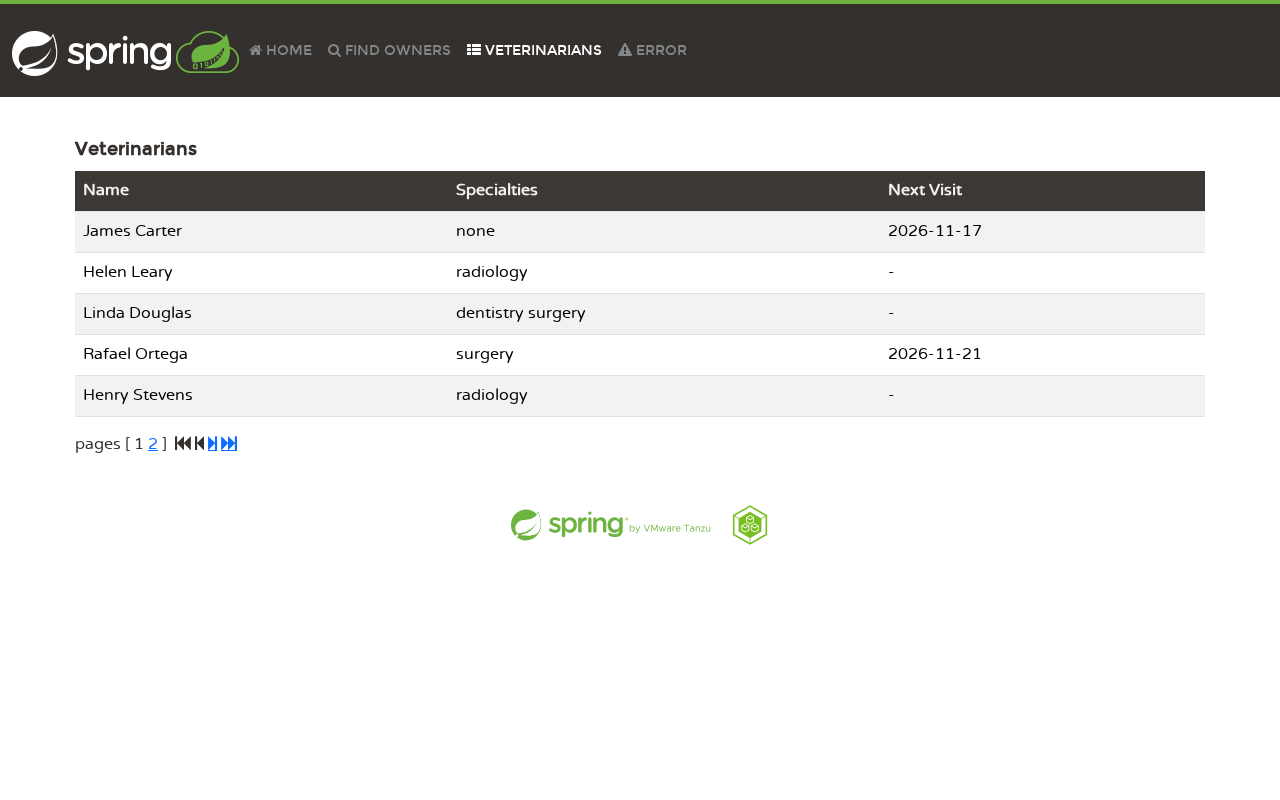 spring HOME FIND OWNERS VETERINARIANS ERROR
Veterinarians
Name Specialties Next Visit
James Carter none 2026-11-17
Helen Leary radiology -
Linda Douglas dentistry surgery -
Rafael Ortega surgery 2026-11-21
Henry Stevens radiology -
pages [ 1 2 ]
spring® by VMware Tanzu